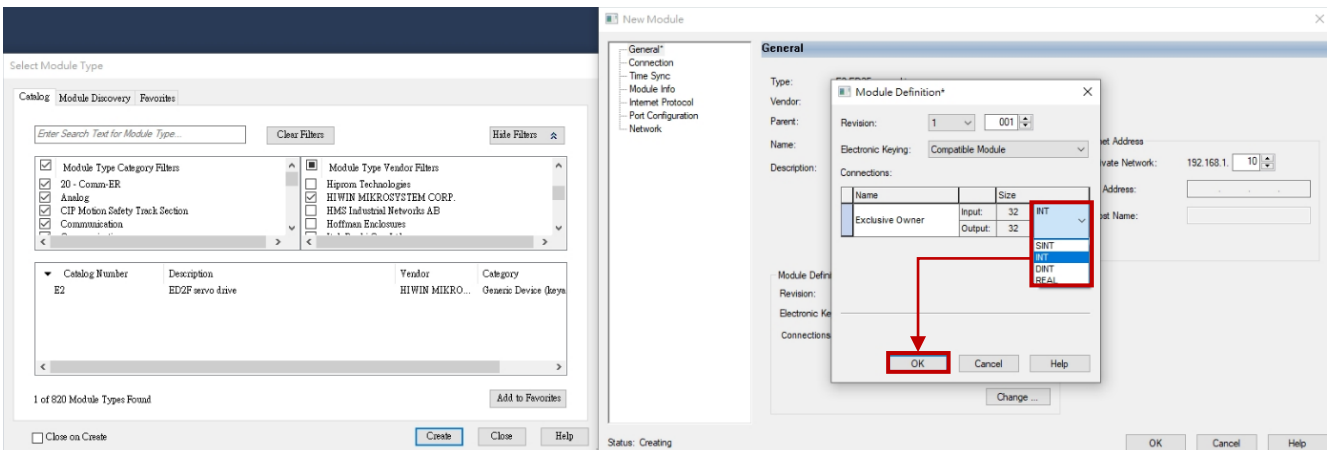 Select Module Type
Catalog Module Discovery Favorites
Enter Search Text for Module Type...
Clear Filters
Hide Filters
Module Type Category Filters
20 - Comm-ER
Analog
CIP Motion Safety Track Section
Communication
Module Type Vendor Filters
Hiprom Technologies
HIWIN MIKROSYSTEM CORP.
HMS Industrial Networks AB
Hoffman Enclosures
Catalog Number Description Vendor Category
E2 ED2F servo drive HIWIN MIKRO... Generic Device (keya
1 of 820 Module Types Found
Add to Favorites
Close on Create
Create Close Help
New Module
General*
Connection
Time Sync
Module Info
Internet Protocol
Port Configuration
Network
General
Type:
Vendor:
Parent:
Name:
Description:
Module Definition*
Revision: 1 001
Electronic Keying: Compatible Module
Connections:
Name Size
Exclusive Owner
Input: 32 INT
Output: 32
SINT
INT
DINT
REAL
OK Cancel Help
net Address
vate Network: 192.168.1. 10
Address:
st Name:
Module Defin
Revision:
Electronic Ke
Connections
Change ...
Status: Creating
OK Cancel Help